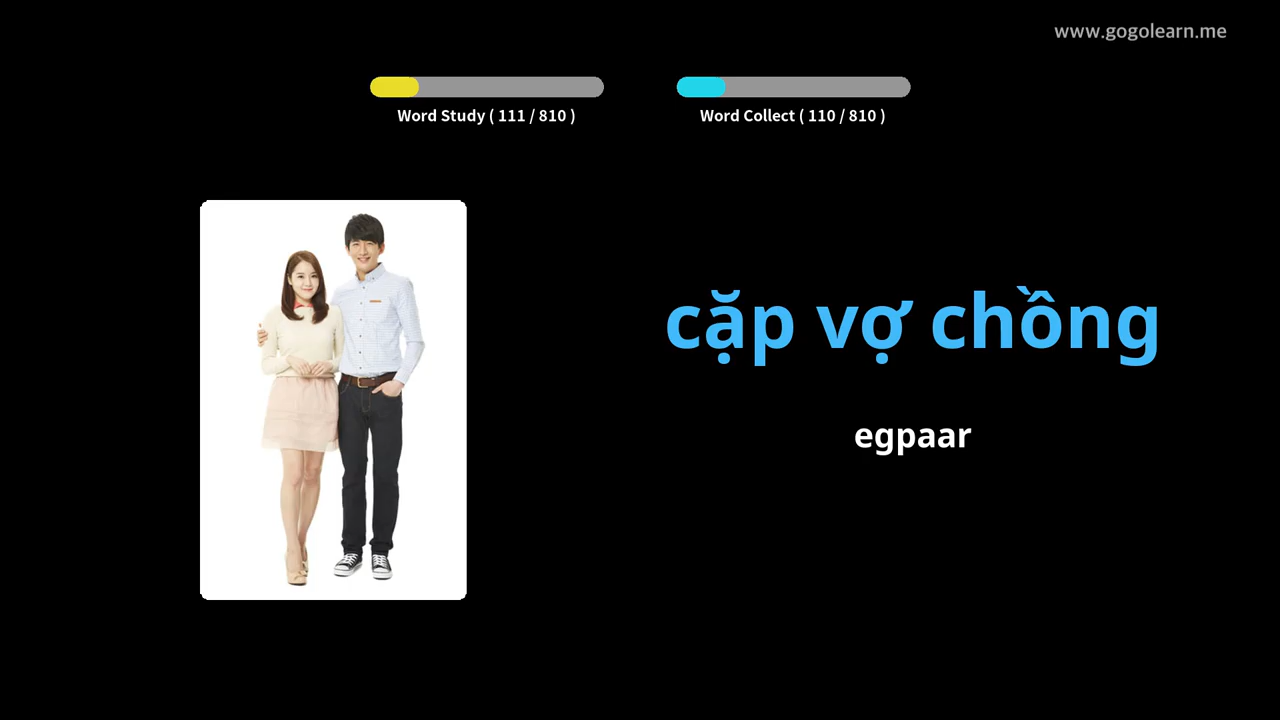 www.gogolearn.me
Word Study ( 111 / 810 )
Word Collect ( 110 / 810 )
cặp vợ chồng
egpaar